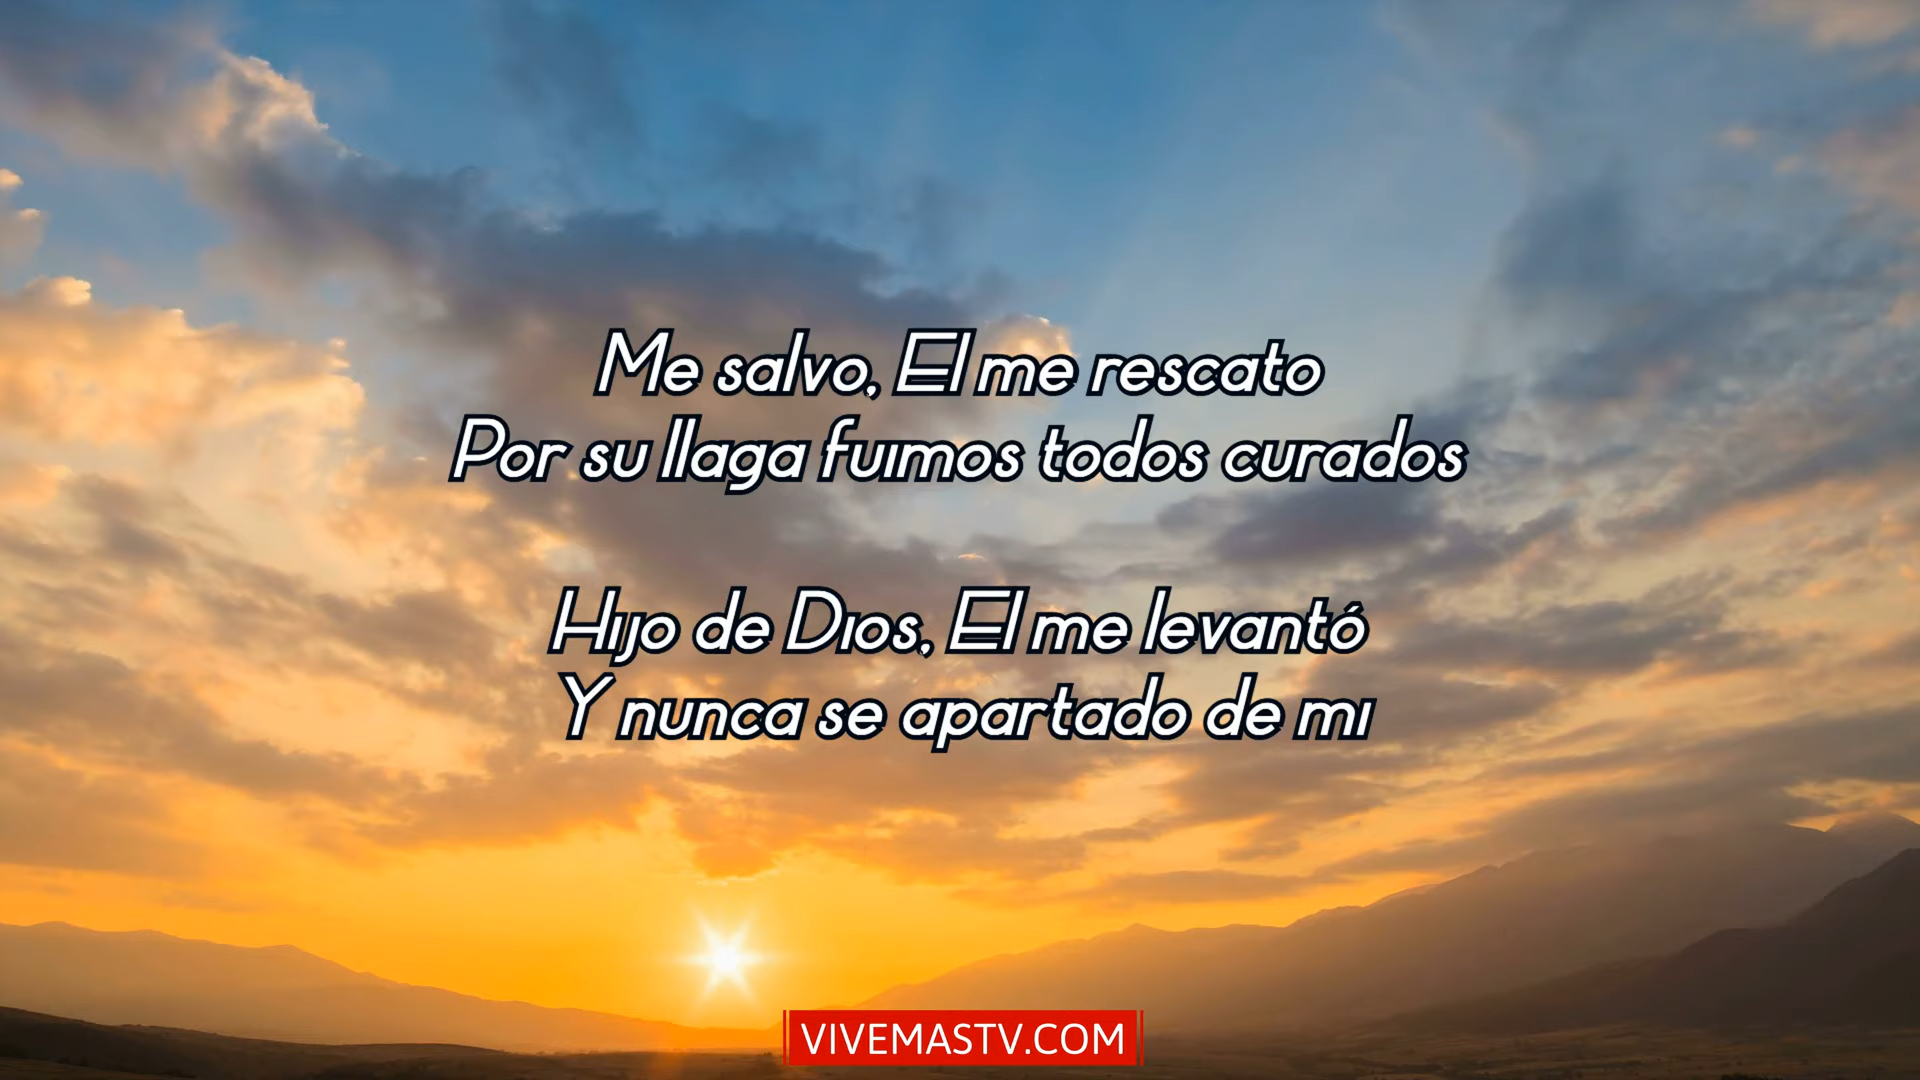 Me salvo, El me rescato
Por su llaga fuimos todos curados
Hijo de Dios, El me levantó
Y nunca se apartado de mi
VIVEMASTV.COM